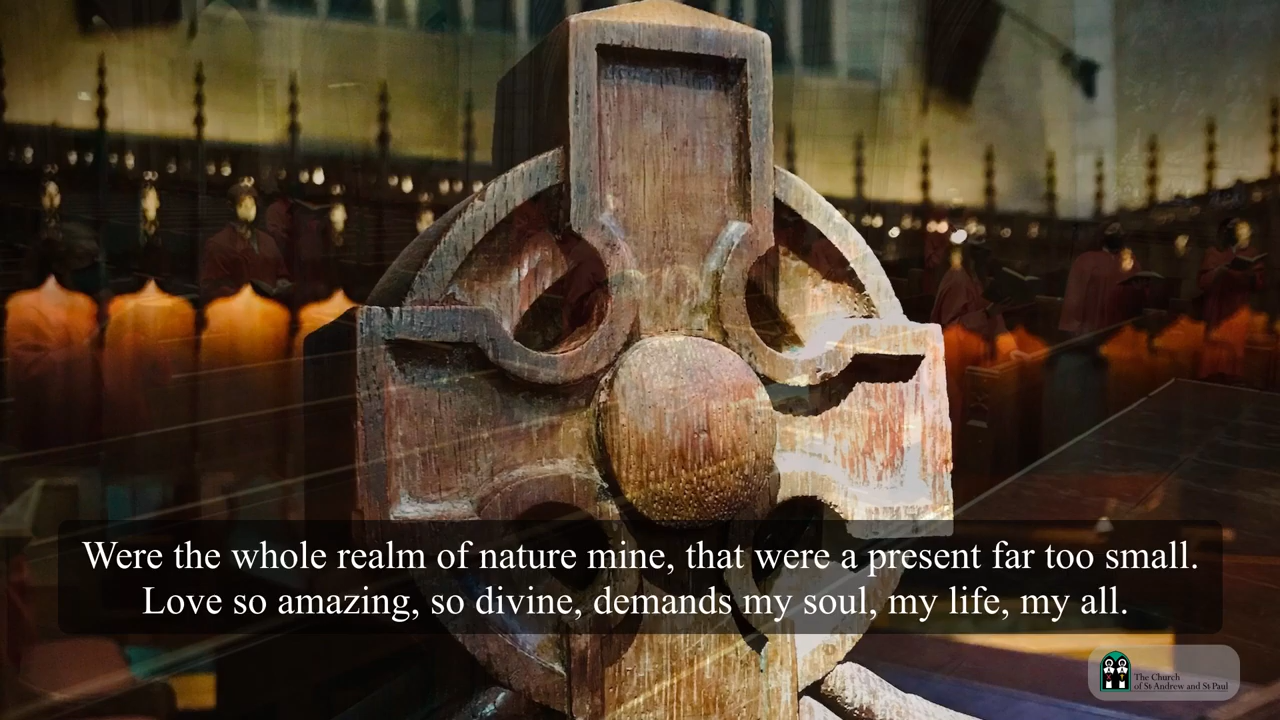 Were the whole realm of nature mine, that were a present far too small.
Love so amazing, so divine, demands my soul, my life, my all.
The Church
of St Andrew and St Paul